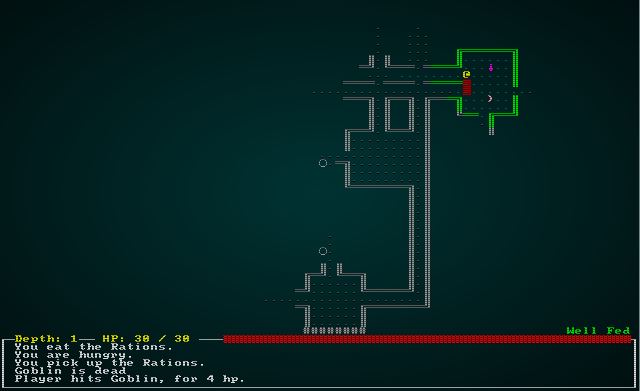 Well Fed
Depth: 1 HP: 30 / 30
You eat the Rations.
You are hungry.
You pick up the Rations.
Goblin is dead
Player hits Goblin, for 4 hp.